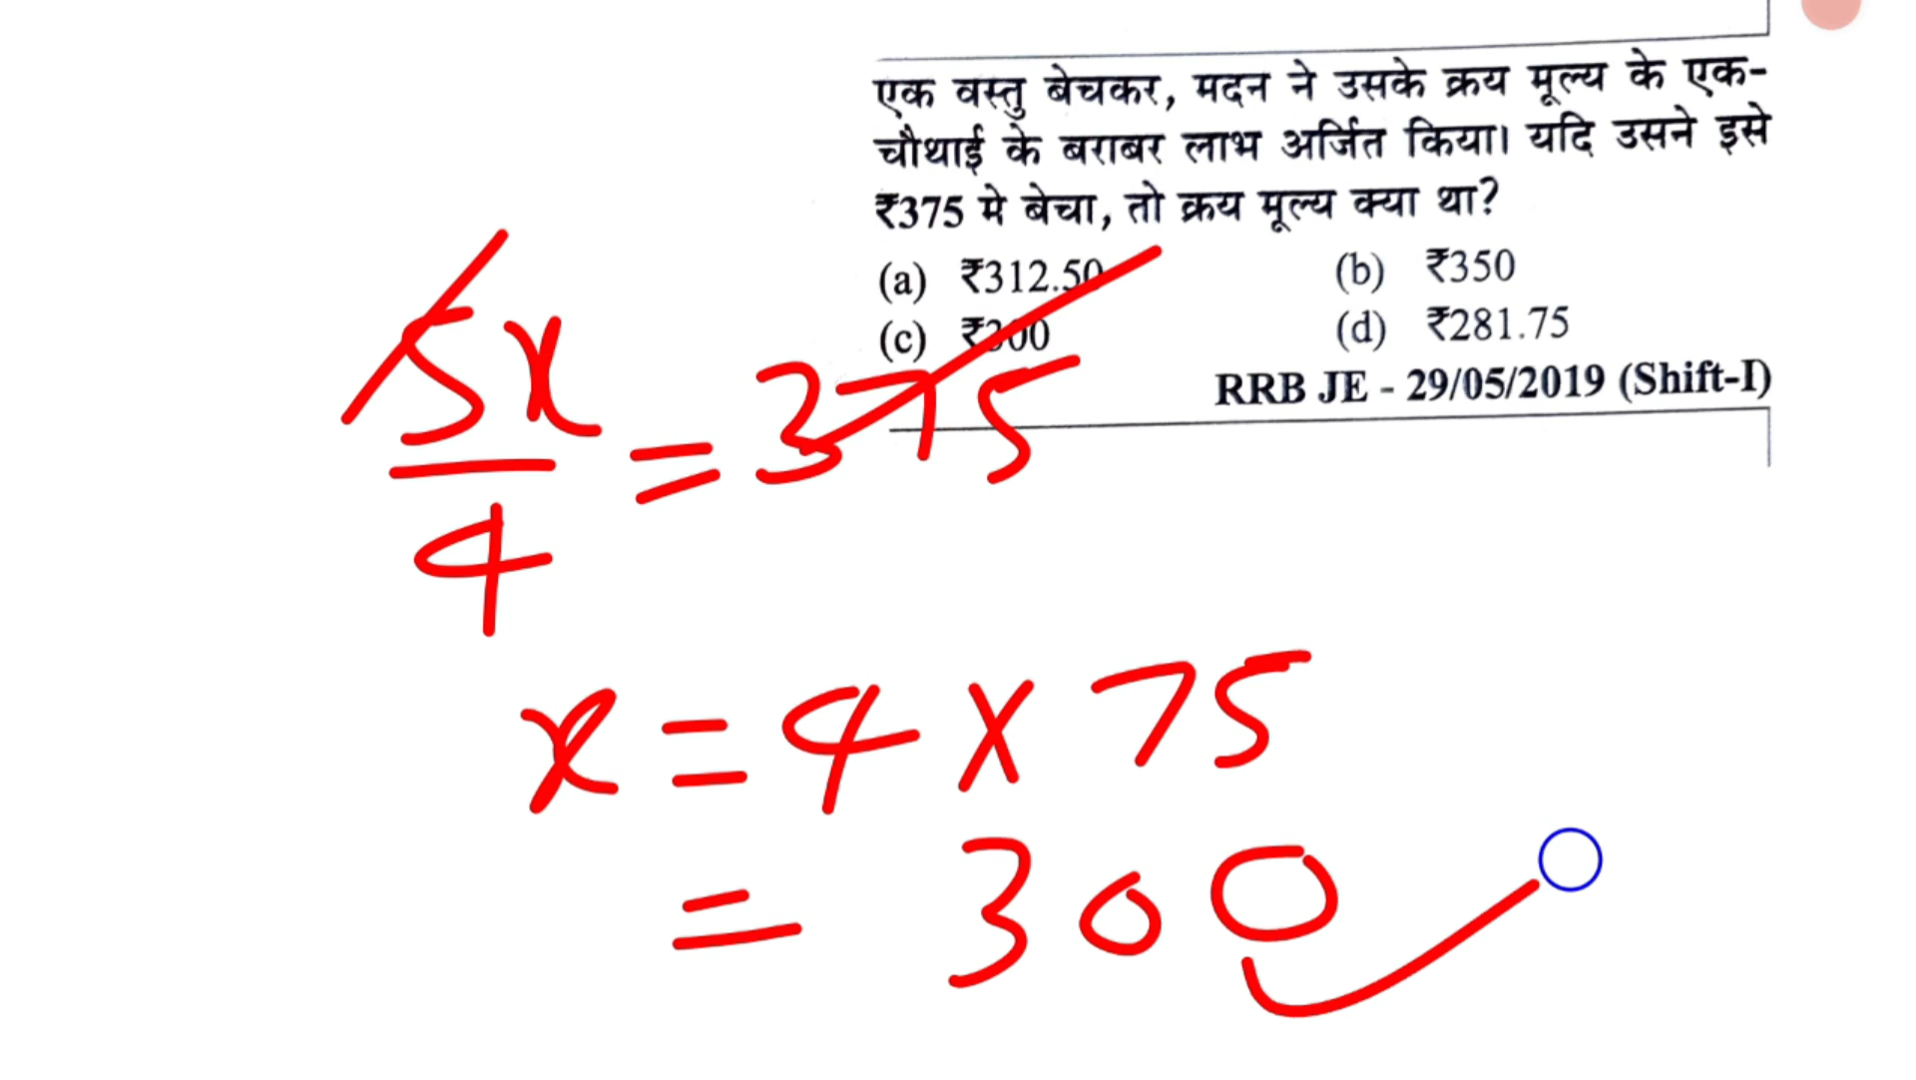 एक वस्तु बेचकर, मदन ने उसके क्रय मूल्य के एक-
चौथाई के बराबर लाभ अर्जित किया। यदि उसने इसे
₹375 मे बेचा, तो क्रय मूल्य क्या था?
(a) ₹312.50 (b) ₹350
(c) ₹300 (d) ₹281.75
RRB JE - 29/05/2019 (Shift-I)
5x/4 = 375
x = 4 × 75
= 300